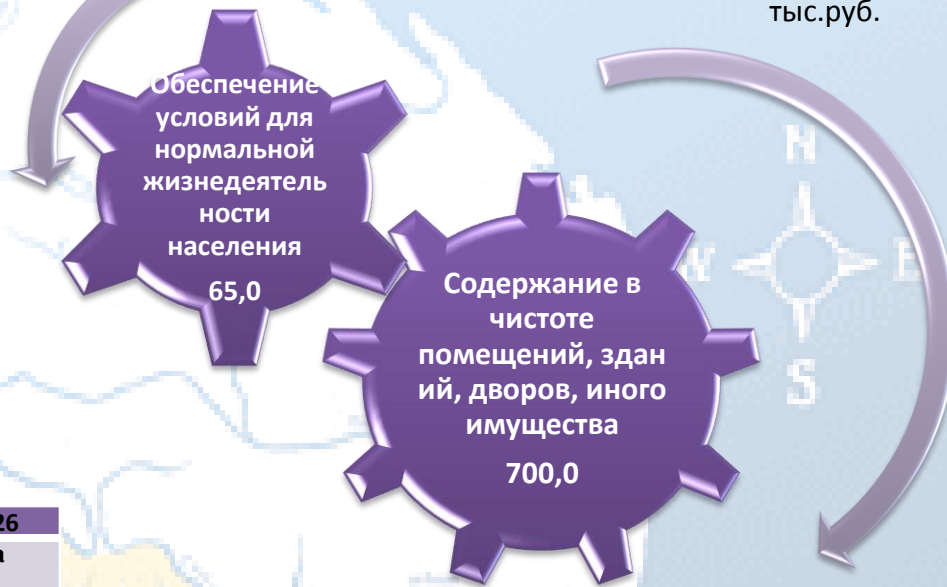 тыс.руб.
Обеспечение
условий для
нормальной
жизнедеятель
ности
населения
65,0
Содержание в
чистоте
помещений, здан
ий, дворов, иного
имущества
700,0
N
E
S
26
а